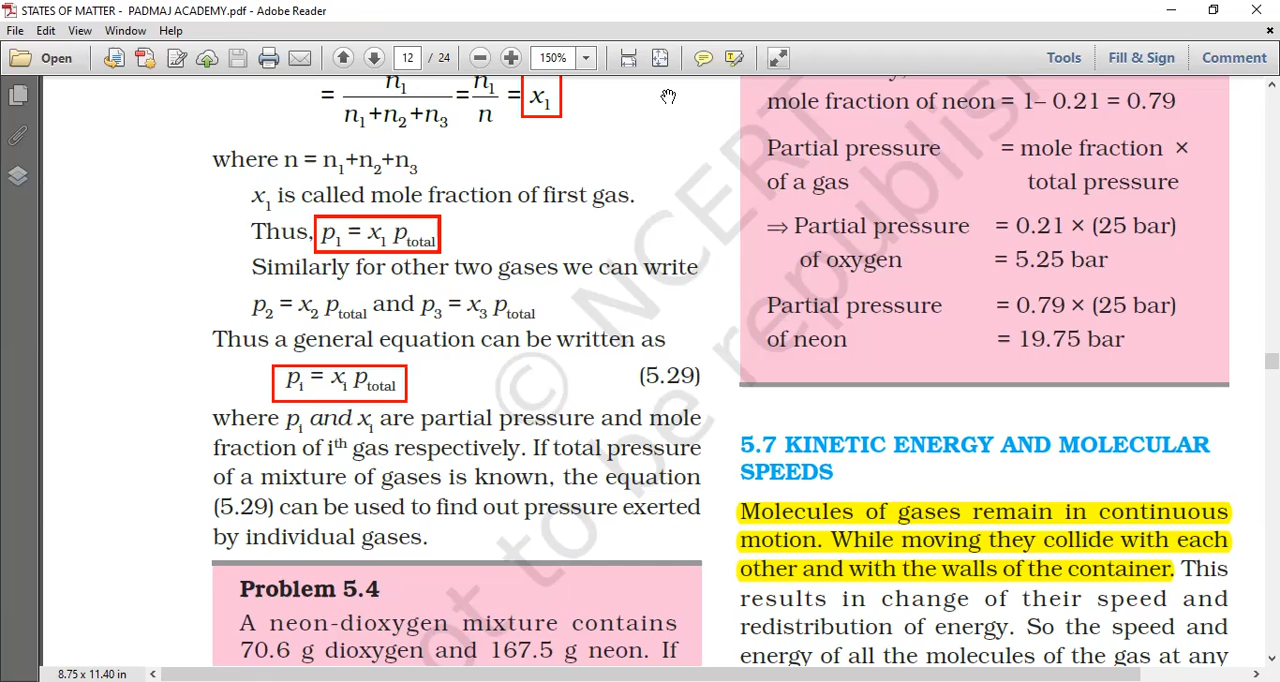 STATES OF MATTER - PADMAJ ACADEMY.pdf - Adobe Reader
File Edit View Window Help
Open 12 / 24 150% Tools Fill & Sign Comment
n1
= ――― = ― = x1
n1+n2+n3 n
where n = n1+n2+n3
x1 is called mole fraction of first gas.
Thus, p1 = x1 ptotal
Similarly for other two gases we can write
p2 = x2 ptotal and p3 = x3 ptotal
Thus a general equation can be written as
pi = xi ptotal (5.29)
where pi and xi are partial pressure and mole
fraction of ith gas respectively. If total pressure
of a mixture of gases is known, the equation
(5.29) can be used to find out pressure exerted
by individual gases.
Problem 5.4
A neon-dioxygen mixture contains
70.6 g dioxygen and 167.5 g neon. If
mole fraction of neon = 1– 0.21 = 0.79
Partial pressure = mole fraction ×
of a gas total pressure
⇒ Partial pressure = 0.21 × (25 bar)
of oxygen = 5.25 bar
Partial pressure = 0.79 × (25 bar)
of neon = 19.75 bar
5.7 KINETIC ENERGY AND MOLECULAR
SPEEDS
Molecules of gases remain in continuous
motion. While moving they collide with each
other and with the walls of the container. This
results in change of their speed and
redistribution of energy. So the speed and
energy of all the molecules of the gas at any
© NCERT
not to be republish
8.75 x 11.40 in